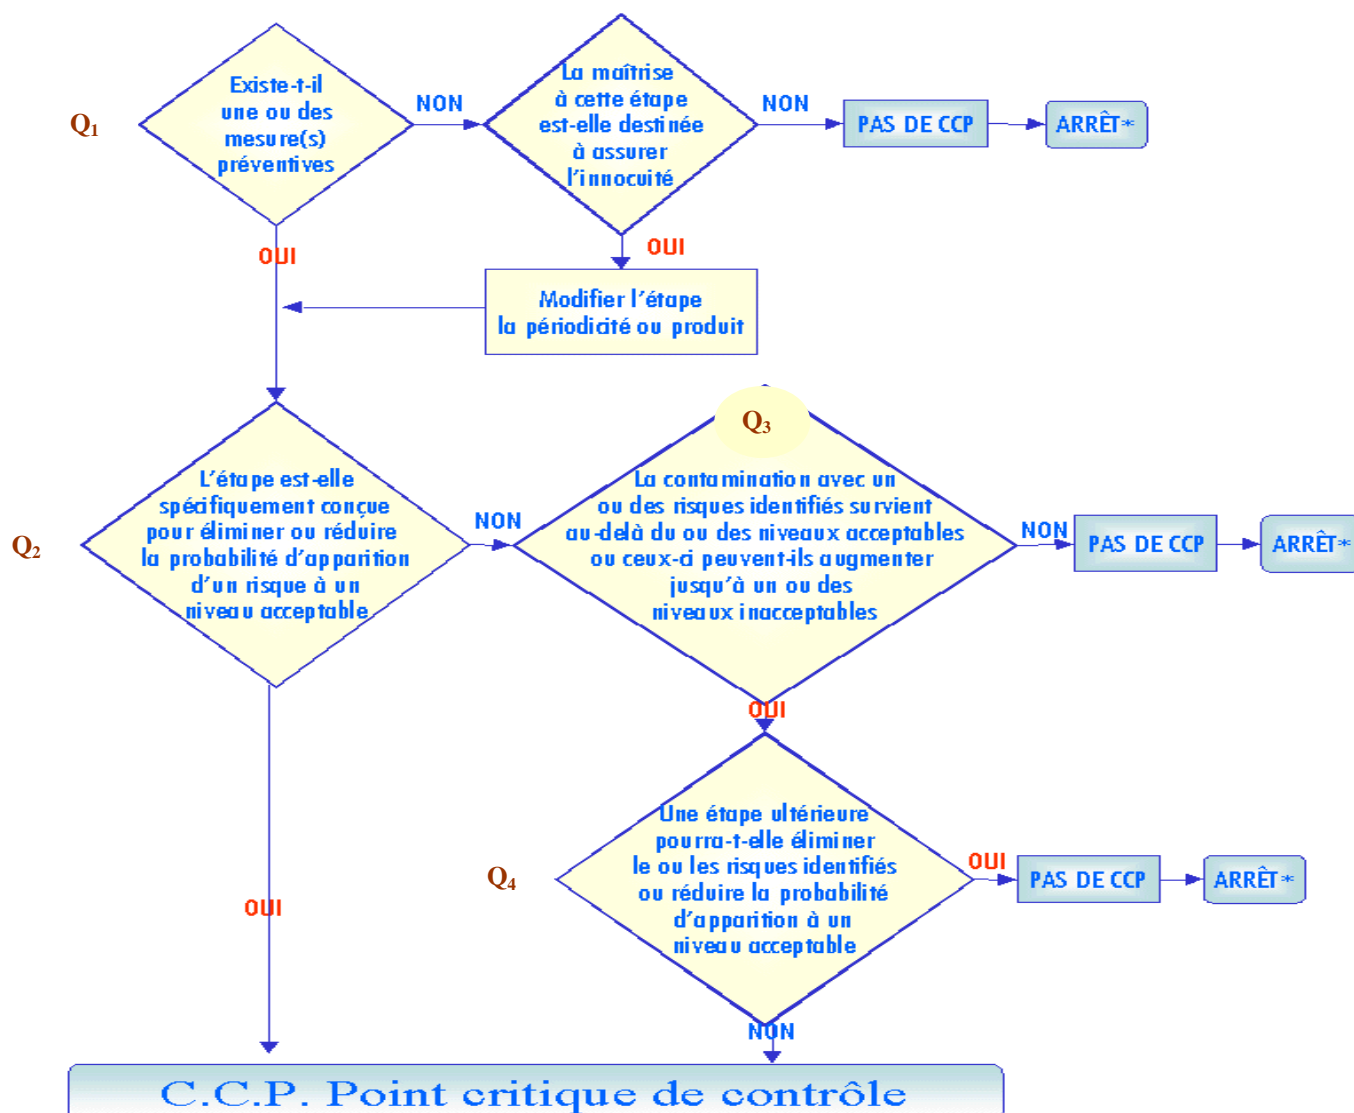 Q1
Existe-t-il
une ou des
mesure(s)
préventives
NON
La maîtrise
à cette étape
est-elle destinée
à assurer
l'innocuité
NON
PAS DE CCP
ARRÊT*
OUI
OUI
Modifier l'étape
la périodicité ou produit
Q2
L'étape est-elle
spécifiquement conçue
pour éliminer ou réduire
la probabilité d'apparition
d'un risque à un
niveau acceptable
NON
Q3
La contamination avec un
ou des risques identifiés survient
au-delà du ou des niveaux acceptables
ou ceux-ci peuvent-ils augmenter
jusqu'à un ou des
niveaux inacceptables
NON
PAS DE CCP
ARRÊT*
OUI
Q4
Une étape ultérieure
pourra-t-elle éliminer
le ou les risques identifiés
ou réduire la probabilité
d'apparition à un
niveau acceptable
OUI
PAS DE CCP
ARRÊT*
OUI
NON
C.C.P. Point critique de contrôle